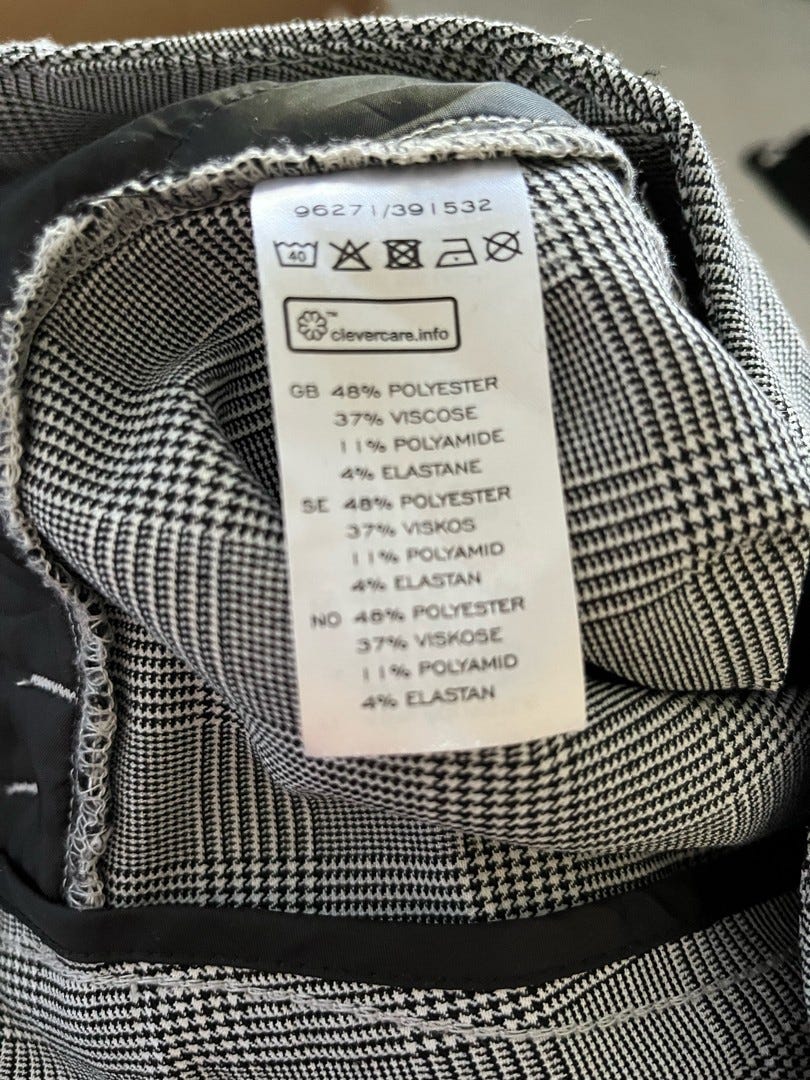 96271/391532
40
™
clevercare.info
GB 48% POLYESTER
37% VISCOSE
11% POLYAMIDE
4% ELASTANE
SE 48% POLYESTER
37% VISKOS
11% POLYAMID
4% ELASTAN
NO 48% POLYESTER
37% VISKOSE
11% POLYAMID
4% ELASTAN